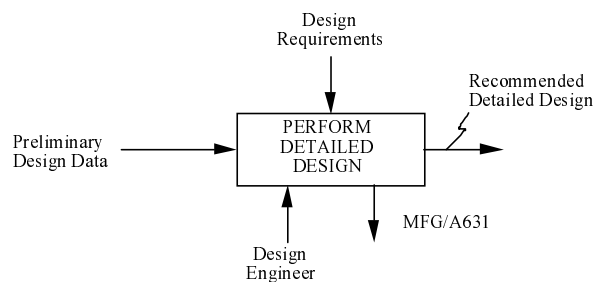 Design
Requirements
Recommended
Detailed Design
PERFORM
DETAILED
DESIGN
Preliminary
Design Data
MFG/A631
Design
Engineer